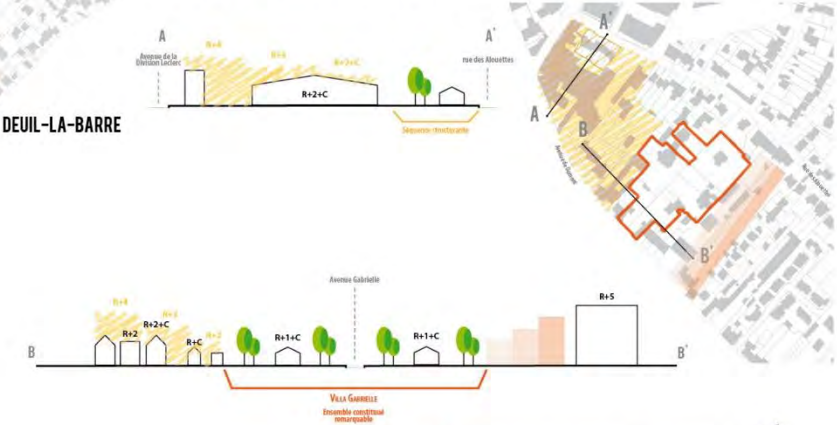 A
A'
R+4
Avenue de la
Division Leclerc
R+4
R+2+C
rue des Alouettes
R+2+C
Séquence structurante
DEUIL-LA-BARRE
A'
A
B
B'
Avenue Gabrielle
R+4
R+2
R+2+C
R+3
R+C
R+2
R+1+C
R+1+C
R+5
B
B'
VILLA GABRIELLE
Ensemble constitué
remarquable